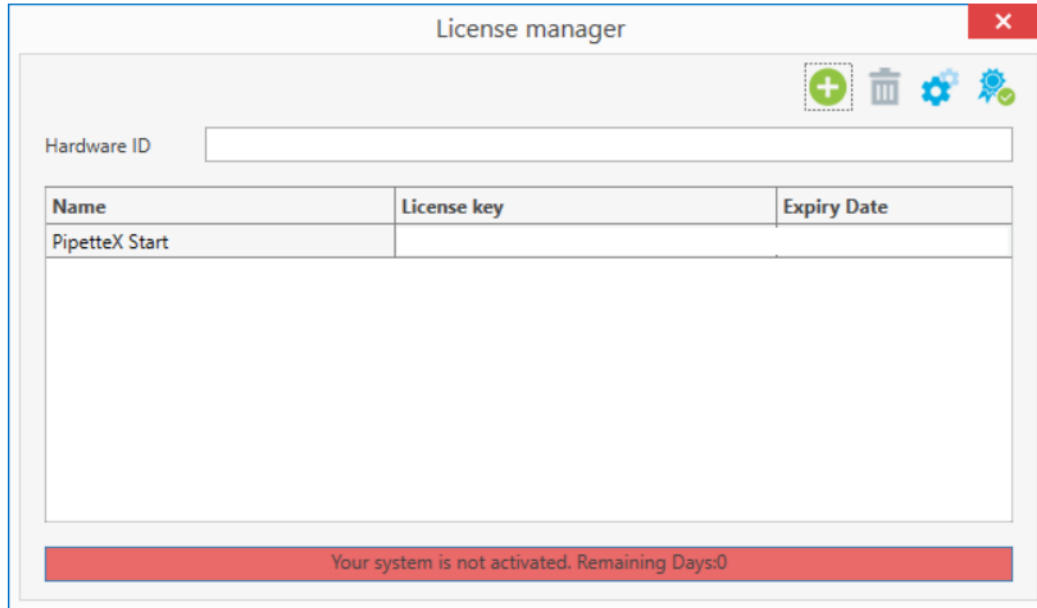 License manager
Hardware ID
Name License key Expiry Date
PipetteX Start
Your system is not activated. Remaining Days:0